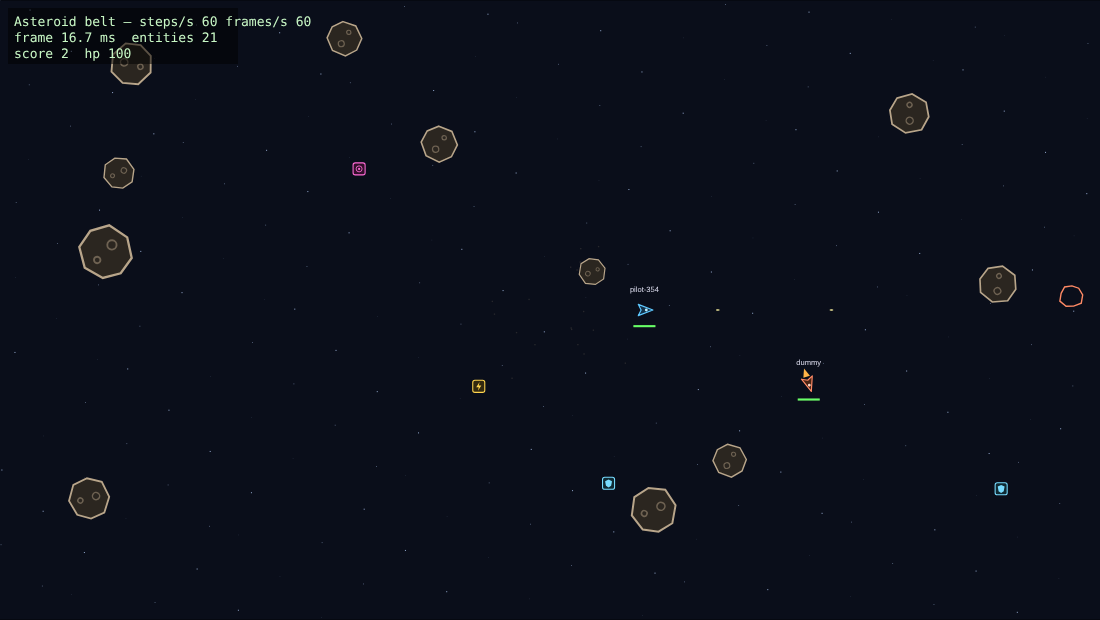 Asteroid belt — steps/s 60 frames/s 60
frame 16.7 ms  entities 21
score 2  hp 100
pilot-354
dummy